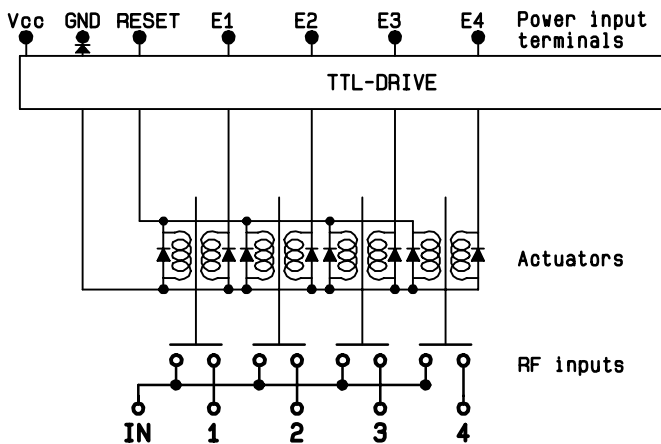 Vcc GND RESET E1 E2 E3 E4 Power input
terminals
TTL-DRIVE
Actuators
RF inputs
IN 1 2 3 4